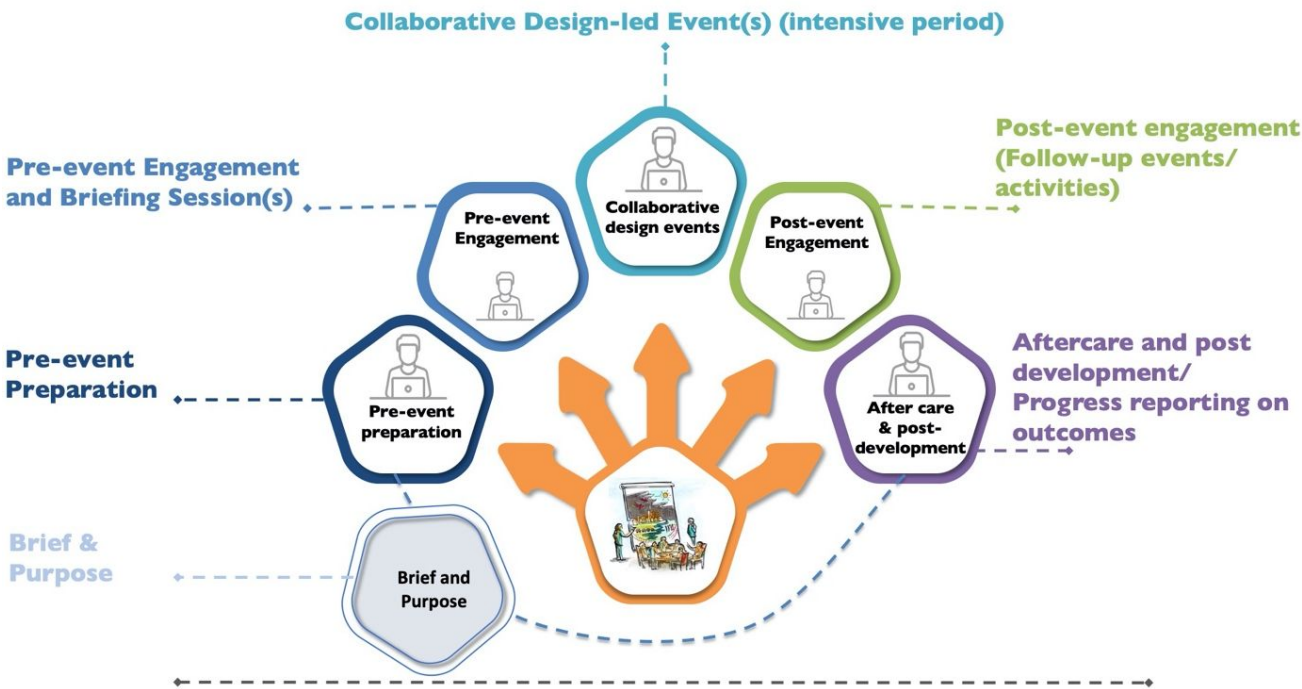 Collaborative Design-led Event(s) (intensive period)
Pre-event Engagement
and Briefing Session(s)
Post-event engagement
(Follow-up events/
activities)
Pre-event
Engagement
Collaborative
design events
Post-event
Engagement
Pre-event
Preparation
Pre-event
preparation
After care
& post-
development
Aftercare and post
development/
Progress reporting on
outcomes
Brief &
Purpose
Brief and
Purpose